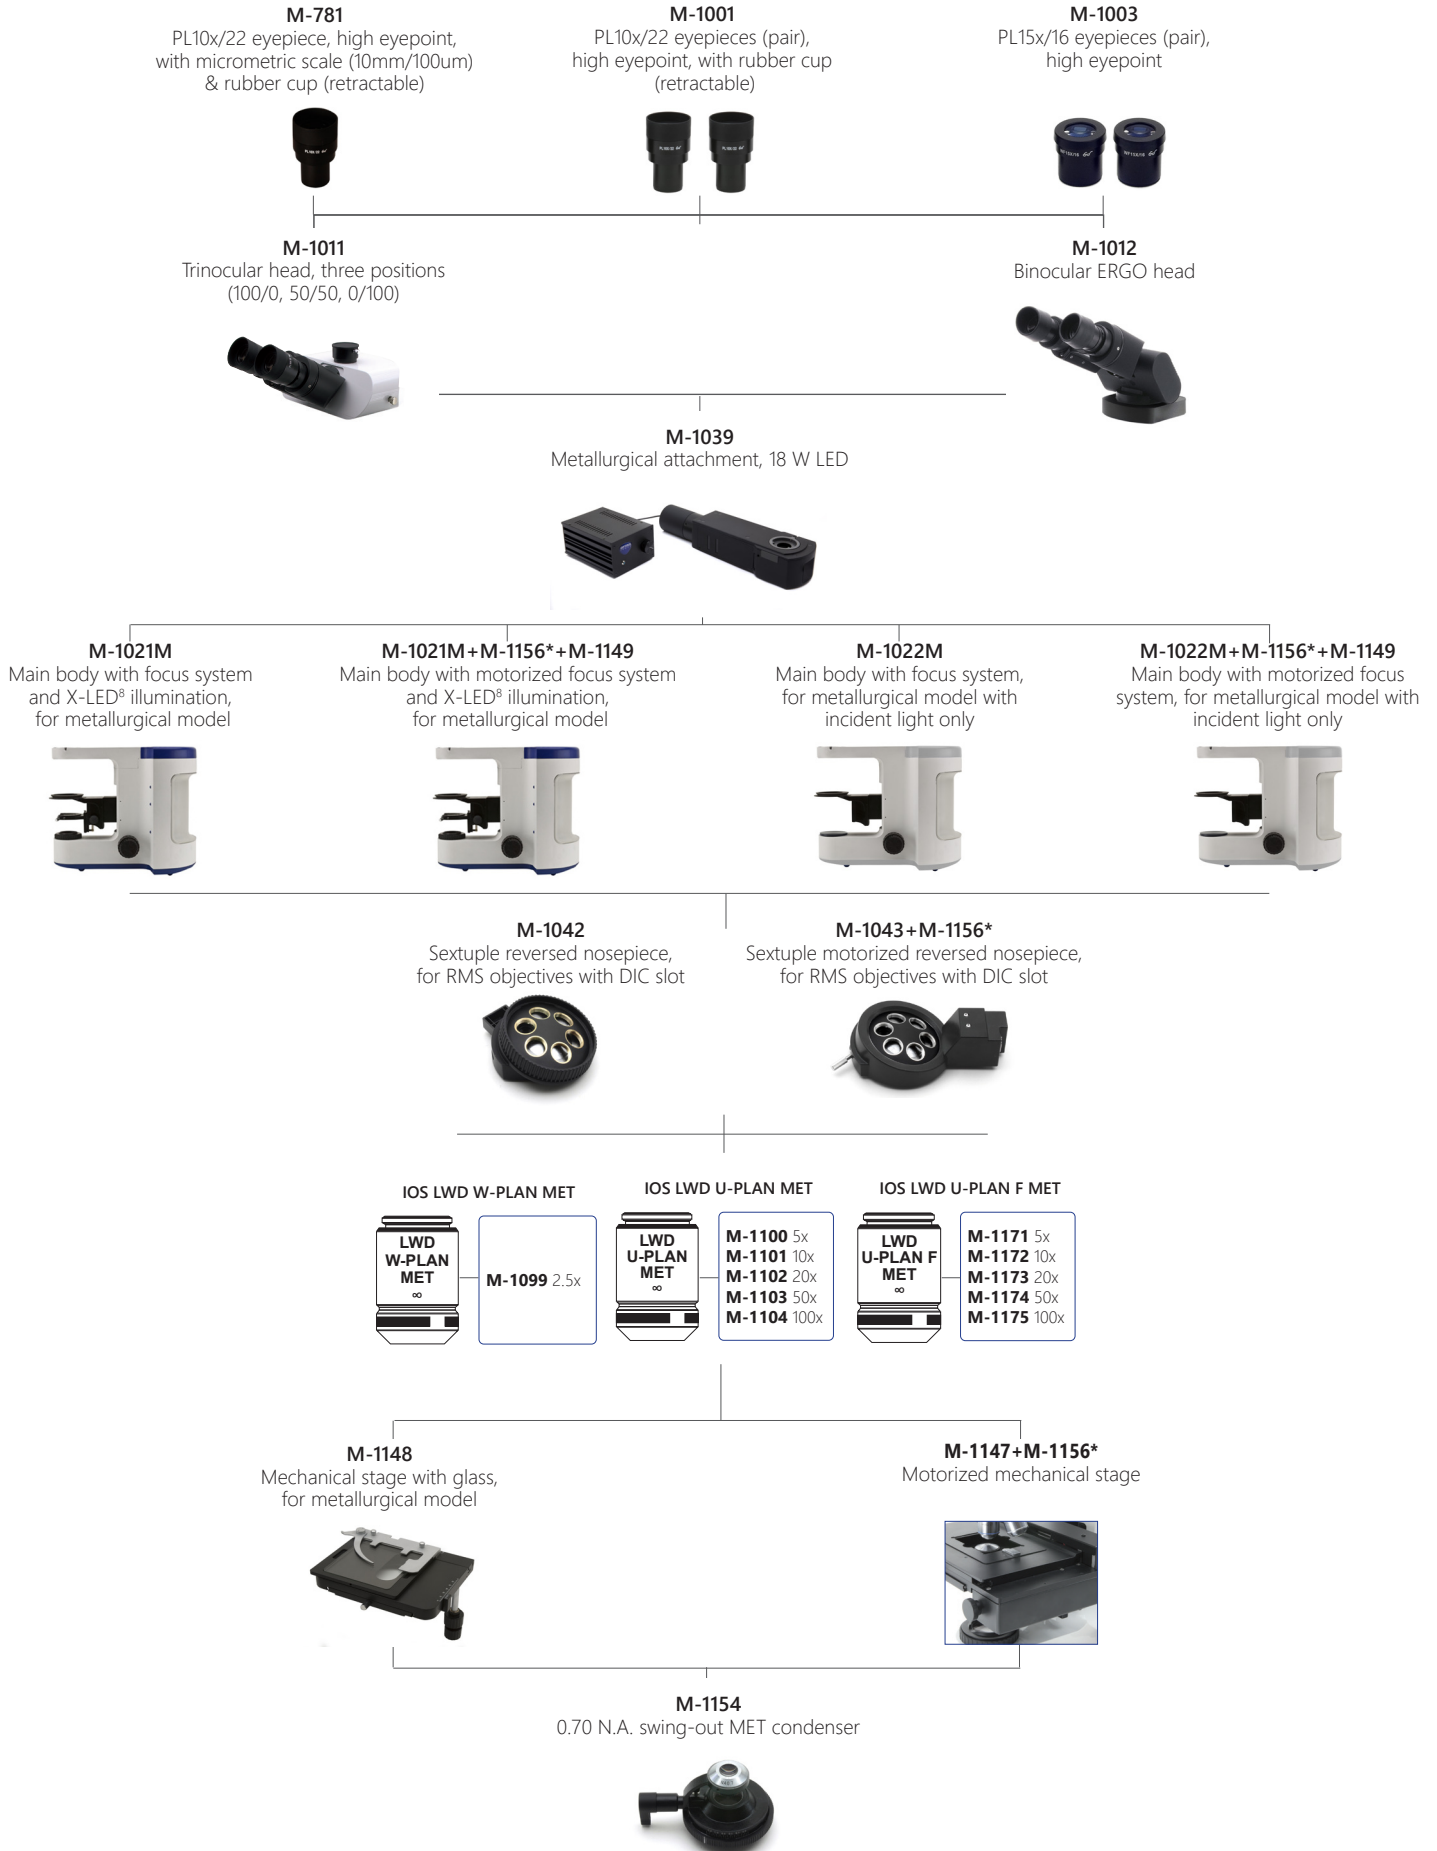 M-781
PL10x/22 eyepiece, high eyepoint,
with micrometric scale (10mm/100um)
& rubber cup (retractable)
M-1001
PL10x/22 eyepieces (pair),
high eyepoint, with rubber cup
(retractable)
M-1003
PL15x/16 eyepieces (pair),
high eyepoint
M-1011
Trinocular head, three positions
(100/0, 50/50, 0/100)
M-1012
Binocular ERGO head
M-1039
Metallurgical attachment, 18 W LED
M-1021M
Main body with focus system
and X-LED⁸ illumination,
for metallurgical model
M-1021M+M-1156*+M-1149
Main body with motorized focus system
and X-LED⁸ illumination,
for metallurgical model
M-1022M
Main body with focus system,
for metallurgical model with
incident light only
M-1022M+M-1156*+M-1149
Main body with motorized focus
system, for metallurgical model with
incident light only
M-1042
Sextuple reversed nosepiece,
for RMS objectives with DIC slot
M-1043+M-1156*
Sextuple motorized reversed nosepiece,
for RMS objectives with DIC slot
IOS LWD W-PLAN MET
LWD
W-PLAN
MET
∞
M-1099 2.5x
IOS LWD U-PLAN MET
LWD
U-PLAN
MET
∞
M-1100 5x
M-1101 10x
M-1102 20x
M-1103 50x
M-1104 100x
IOS LWD U-PLAN F MET
LWD
U-PLAN F
MET
∞
M-1171 5x
M-1172 10x
M-1173 20x
M-1174 50x
M-1175 100x
M-1148
Mechanical stage with glass,
for metallurgical model
M-1147+M-1156*
Motorized mechanical stage
M-1154
0.70 N.A. swing-out MET condenser